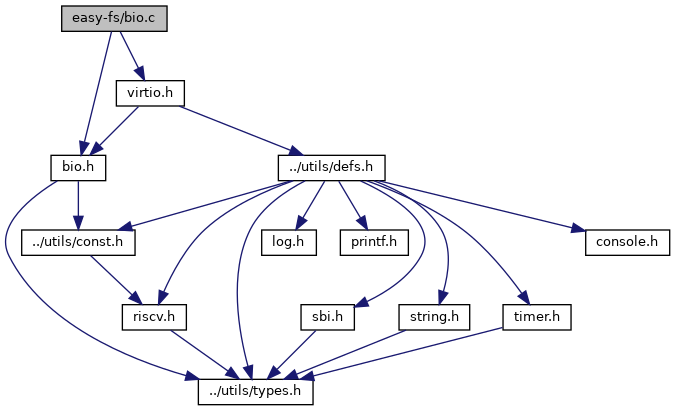 easy-fs/bio.c
virtio.h
bio.h
../utils/defs.h
../utils/const.h
log.h
printf.h
console.h
riscv.h
sbi.h
string.h
timer.h
../utils/types.h